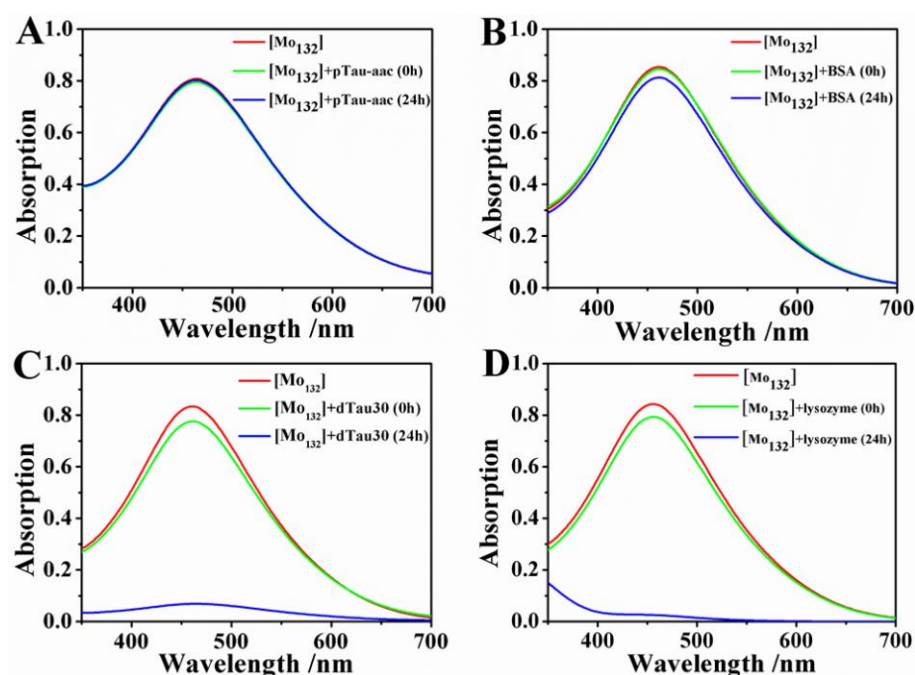 A
[Mo132]
[Mo132]+pTau-aac (0h)
[Mo132]+pTau-aac (24h)
Absorption
1.0
0.8
0.6
0.4
0.2
0.0
400 500 600 700
Wavelength /nm
B
[Mo132]
[Mo132]+BSA (0h)
[Mo132]+BSA (24h)
Absorption
1.0
0.8
0.6
0.4
0.2
0.0
400 500 600 700
Wavelength /nm
C
[Mo132]
[Mo132]+dTau30 (0h)
[Mo132]+dTau30 (24h)
Absorption
1.0
0.8
0.6
0.4
0.2
0.0
400 500 600 700
Wavelength /nm
D
[Mo132]
[Mo132]+lysozyme (0h)
[Mo132]+lysozyme (24h)
Absorption
1.0
0.8
0.6
0.4
0.2
0.0
400 500 600 700
Wavelength /nm